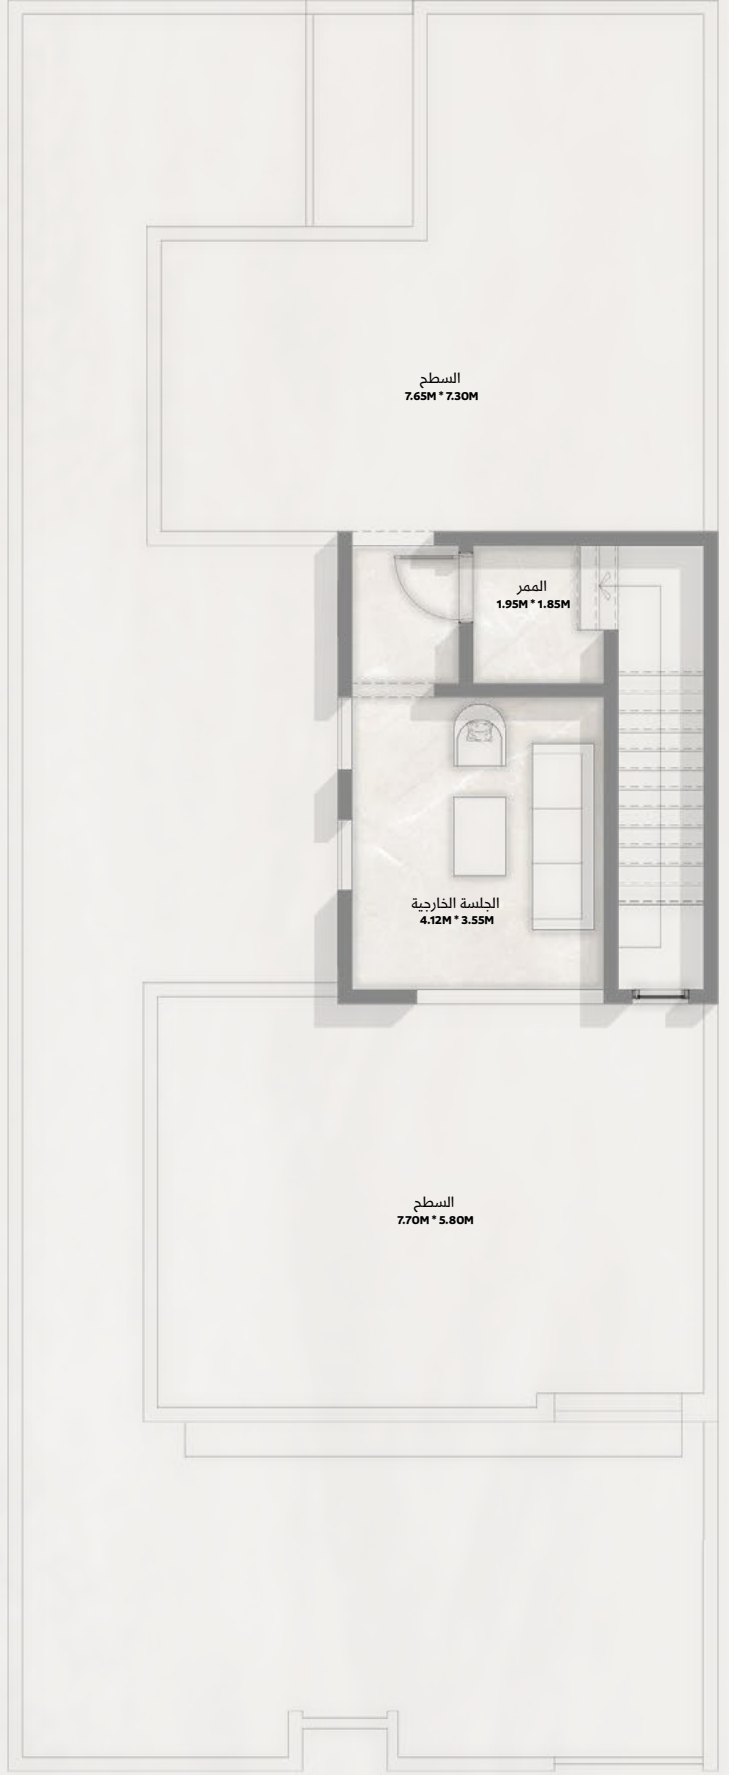 السطح
7.65M * 7.30M
الممر
1.95M * 1.85M
الجلسة الخارجية
4.12M * 3.55M
السطح
7.70M * 5.80M